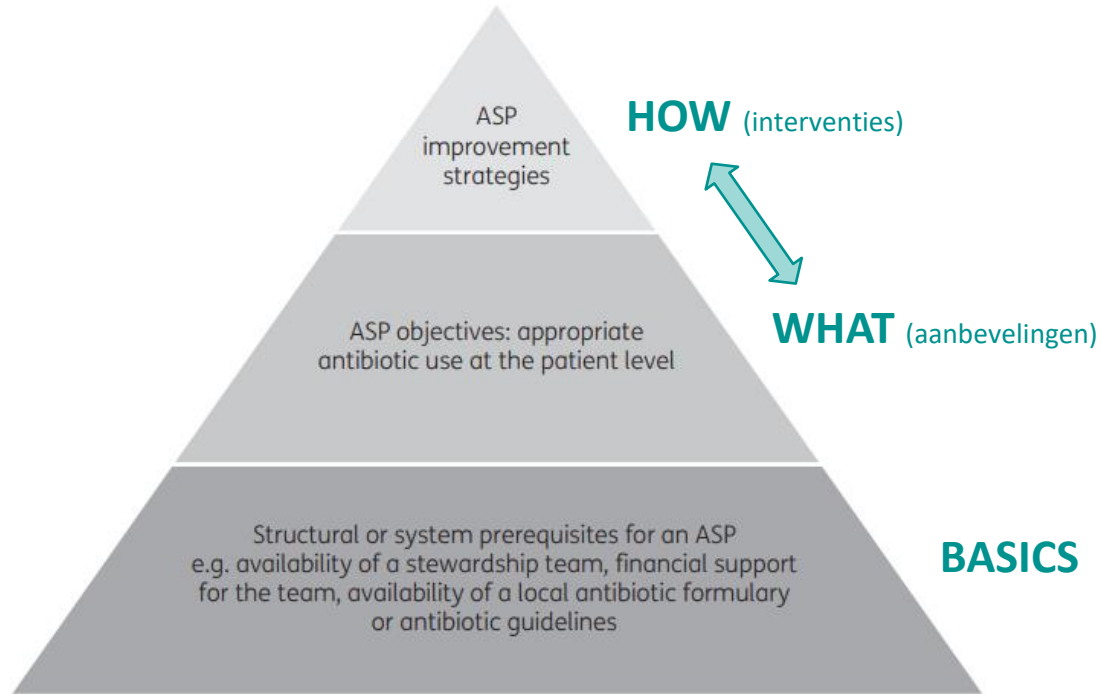 ASP
improvement
strategies
HOW (interventies)
ASP objectives: appropriate
antibiotic use at the patient level
WHAT (aanbevelingen)
Structural or system prerequisites for an ASP
e.g. availability of a stewardship team, financial support
for the team, availability of a local antibiotic formulary
or antibiotic guidelines
BASICS